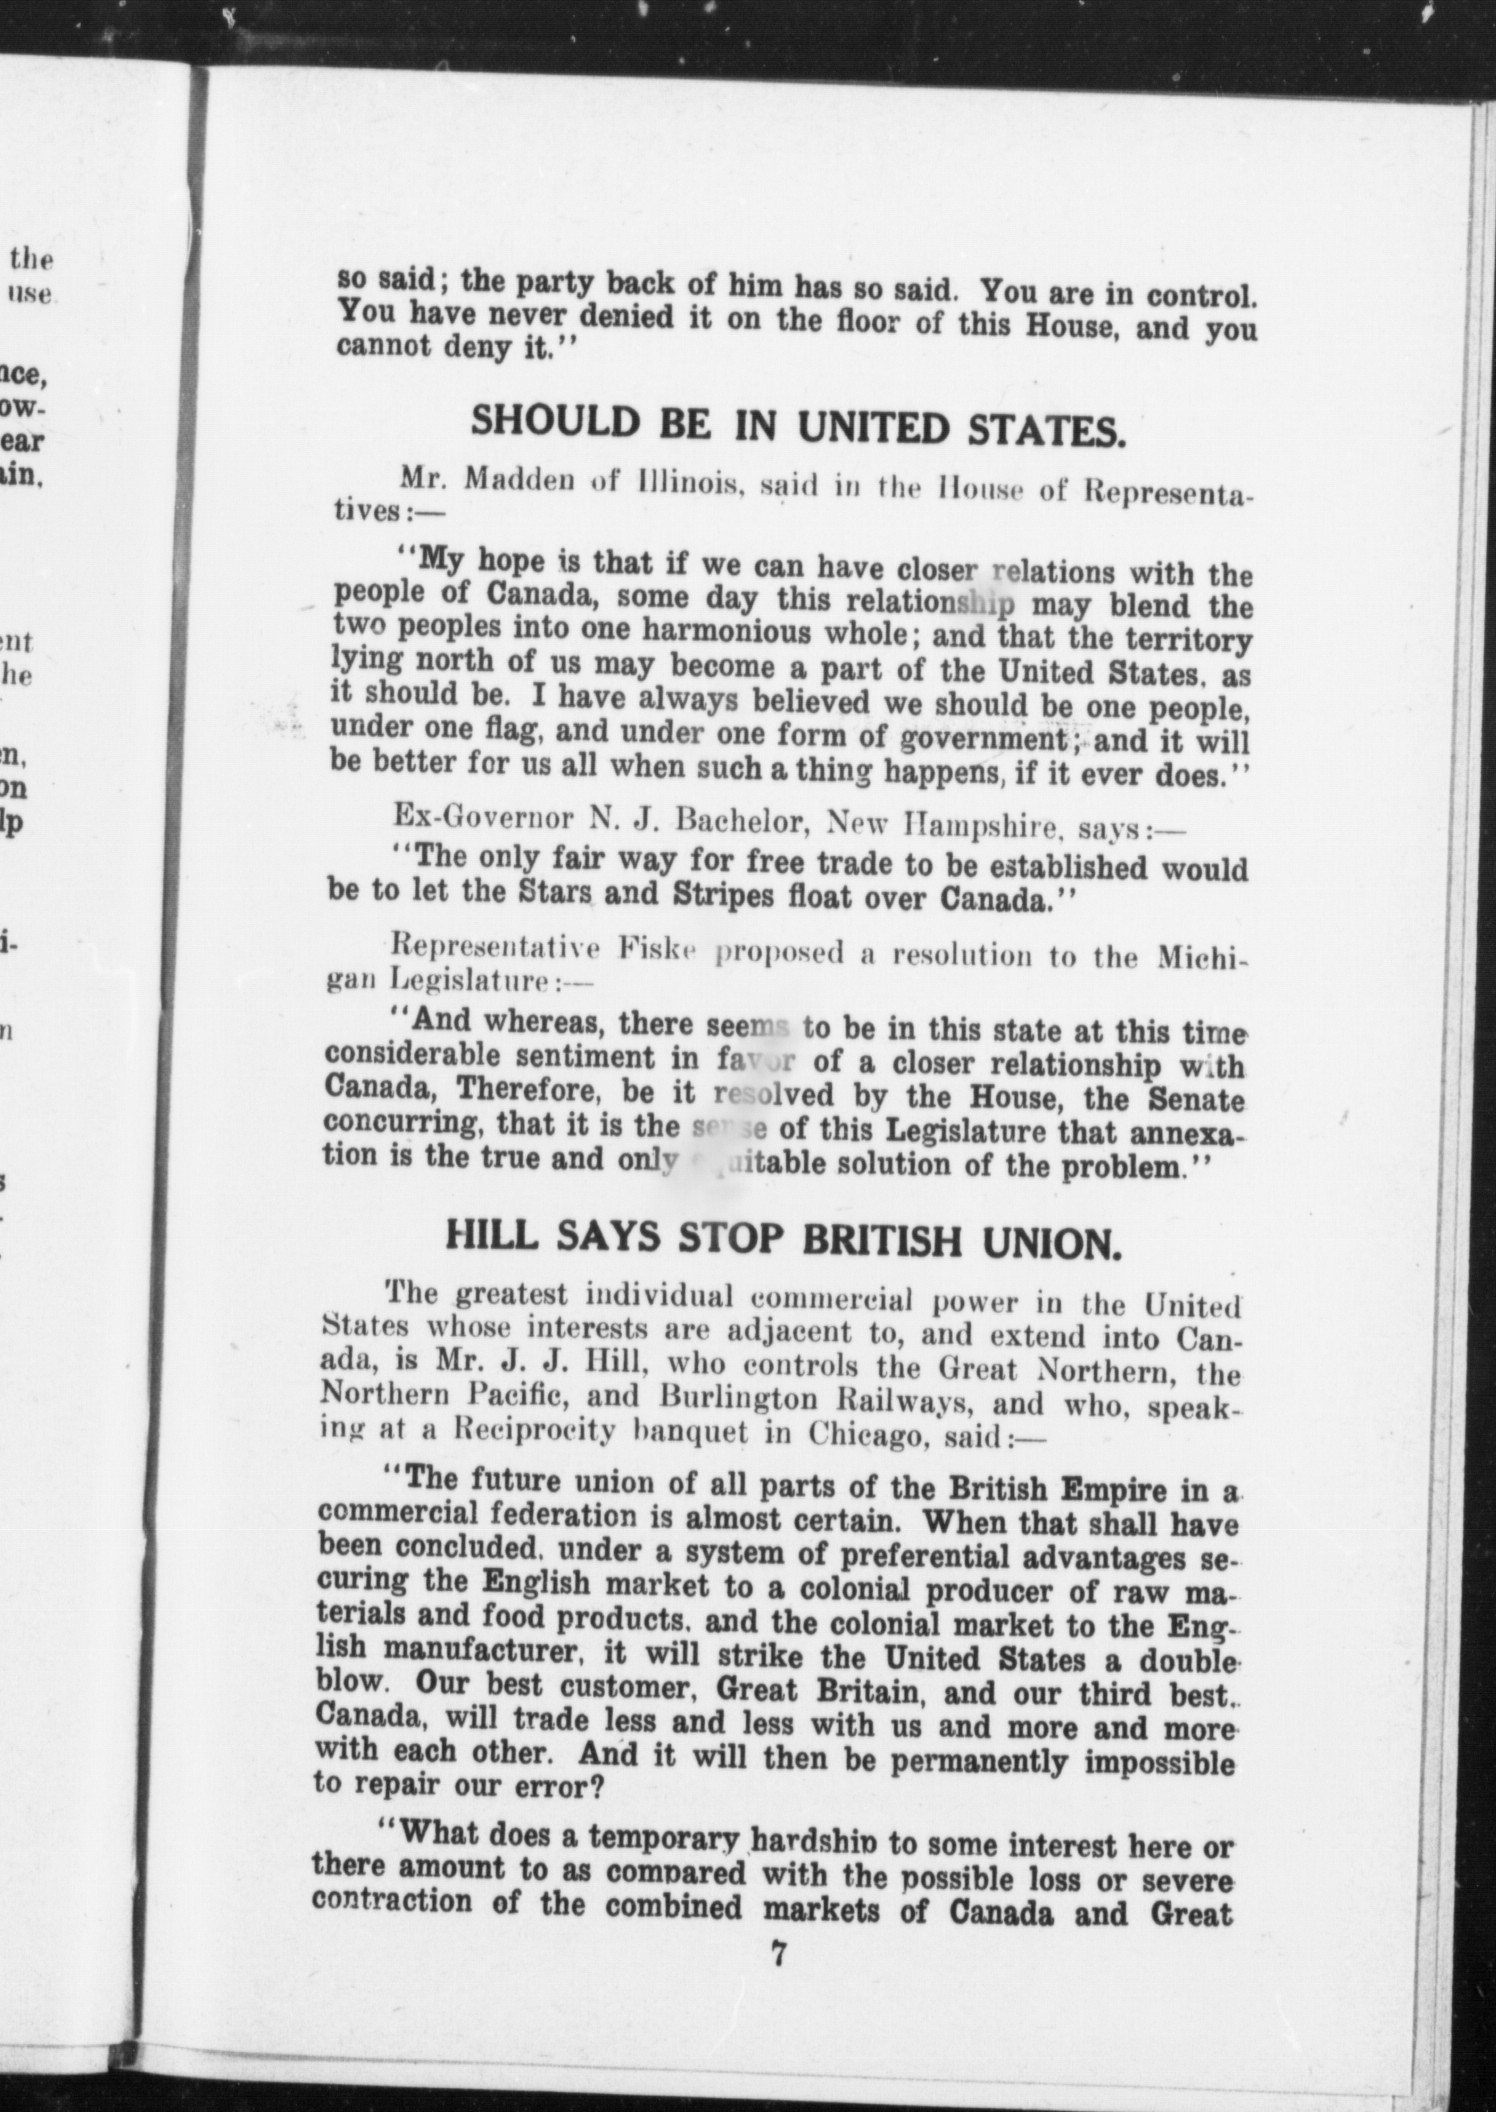 the
use
nce,
ow-
ear
ain.
ent
he
en,
on
lp
i-
n
s
so said; the party back of him has so said. You are in control.
You have never denied it on the floor of this House, and you
cannot deny it."
SHOULD BE IN UNITED STATES.
Mr. Madden of Illinois, said in the House of Representa-
tives:—
"My hope is that if we can have closer relations with the
people of Canada, some day this relationship may blend the
two peoples into one harmonious whole; and that the territory
lying north of us may become a part of the United States, as
it should be. I have always believed we should be one people,
under one flag, and under one form of government; and it will
be better for us all when such a thing happens, if it ever does."
Ex-Governor N. J. Bachelor, New Hampshire, says:—
"The only fair way for free trade to be established would
be to let the Stars and Stripes float over Canada."
Representative Fiske proposed a resolution to the Michi-
gan Legislature:—
"And whereas, there seems to be in this state at this time
considerable sentiment in favor of a closer relationship with
Canada, Therefore, be it resolved by the House, the Senate
concurring, that it is the sense of this Legislature that annexa-
tion is the true and only equitable solution of the problem."
HILL SAYS STOP BRITISH UNION.
The greatest individual commercial power in the United
States whose interests are adjacent to, and extend into Can-
ada, is Mr. J. J. Hill, who controls the Great Northern, the
Northern Pacific, and Burlington Railways, and who, speak-
ing at a Reciprocity banquet in Chicago, said:—
"The future union of all parts of the British Empire in a
commercial federation is almost certain. When that shall have
been concluded, under a system of preferential advantages se-
curing the English market to a colonial producer of raw ma-
terials and food products, and the colonial market to the Eng-
lish manufacturer, it will strike the United States a double
blow. Our best customer, Great Britain, and our third best,
Canada, will trade less and less with us and more and more
with each other. And it will then be permanently impossible
to repair our error?
"What does a temporary hardship to some interest here or
there amount to as compared with the possible loss or severe
contraction of the combined markets of Canada and Great
7